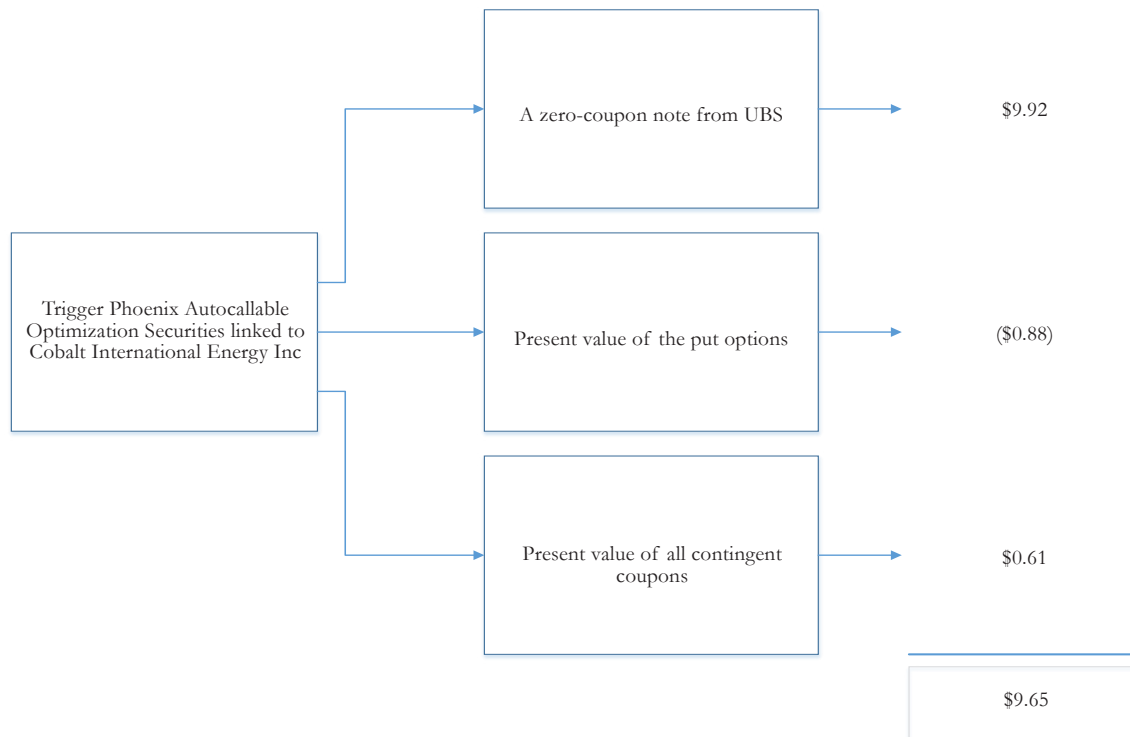 A zero-coupon note from UBS
$9.92
Trigger Phoenix Autocallable
Optimization Securities linked to
Cobalt International Energy Inc
Present value of the put options
($0.88)
Present value of all contingent
coupons
$0.61
$9.65